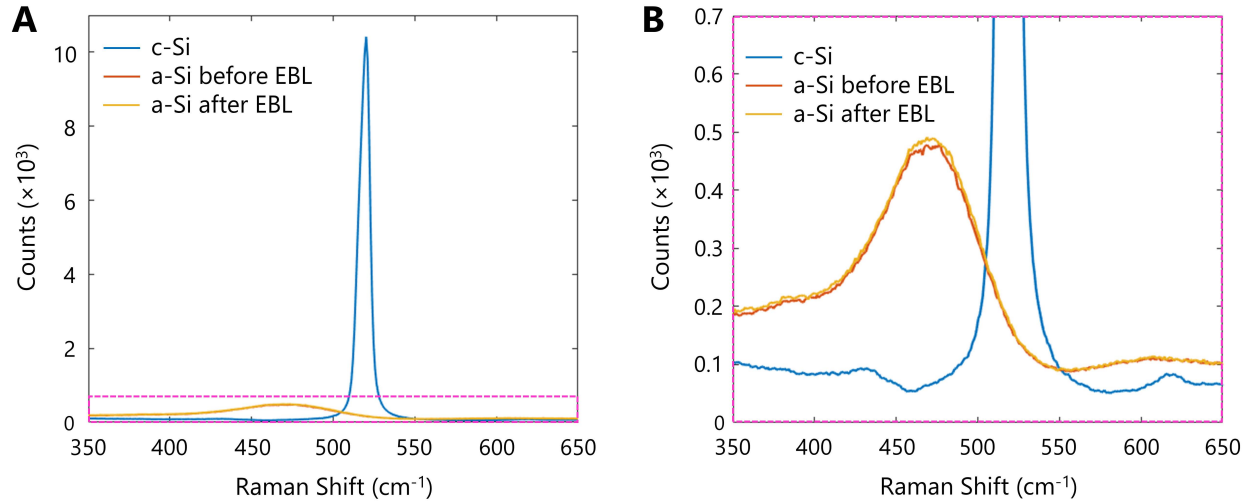 A
c-Si
a-Si before EBL
a-Si after EBL
10
8
6
4
2
0
Counts (×10³)
350 400 450 500 550 600 650
Raman Shift (cm⁻¹)
B
c-Si
a-Si before EBL
a-Si after EBL
0.7
0.6
0.5
0.4
0.3
0.2
0.1
0
Counts (×10³)
350 400 450 500 550 600 650
Raman Shift (cm⁻¹)